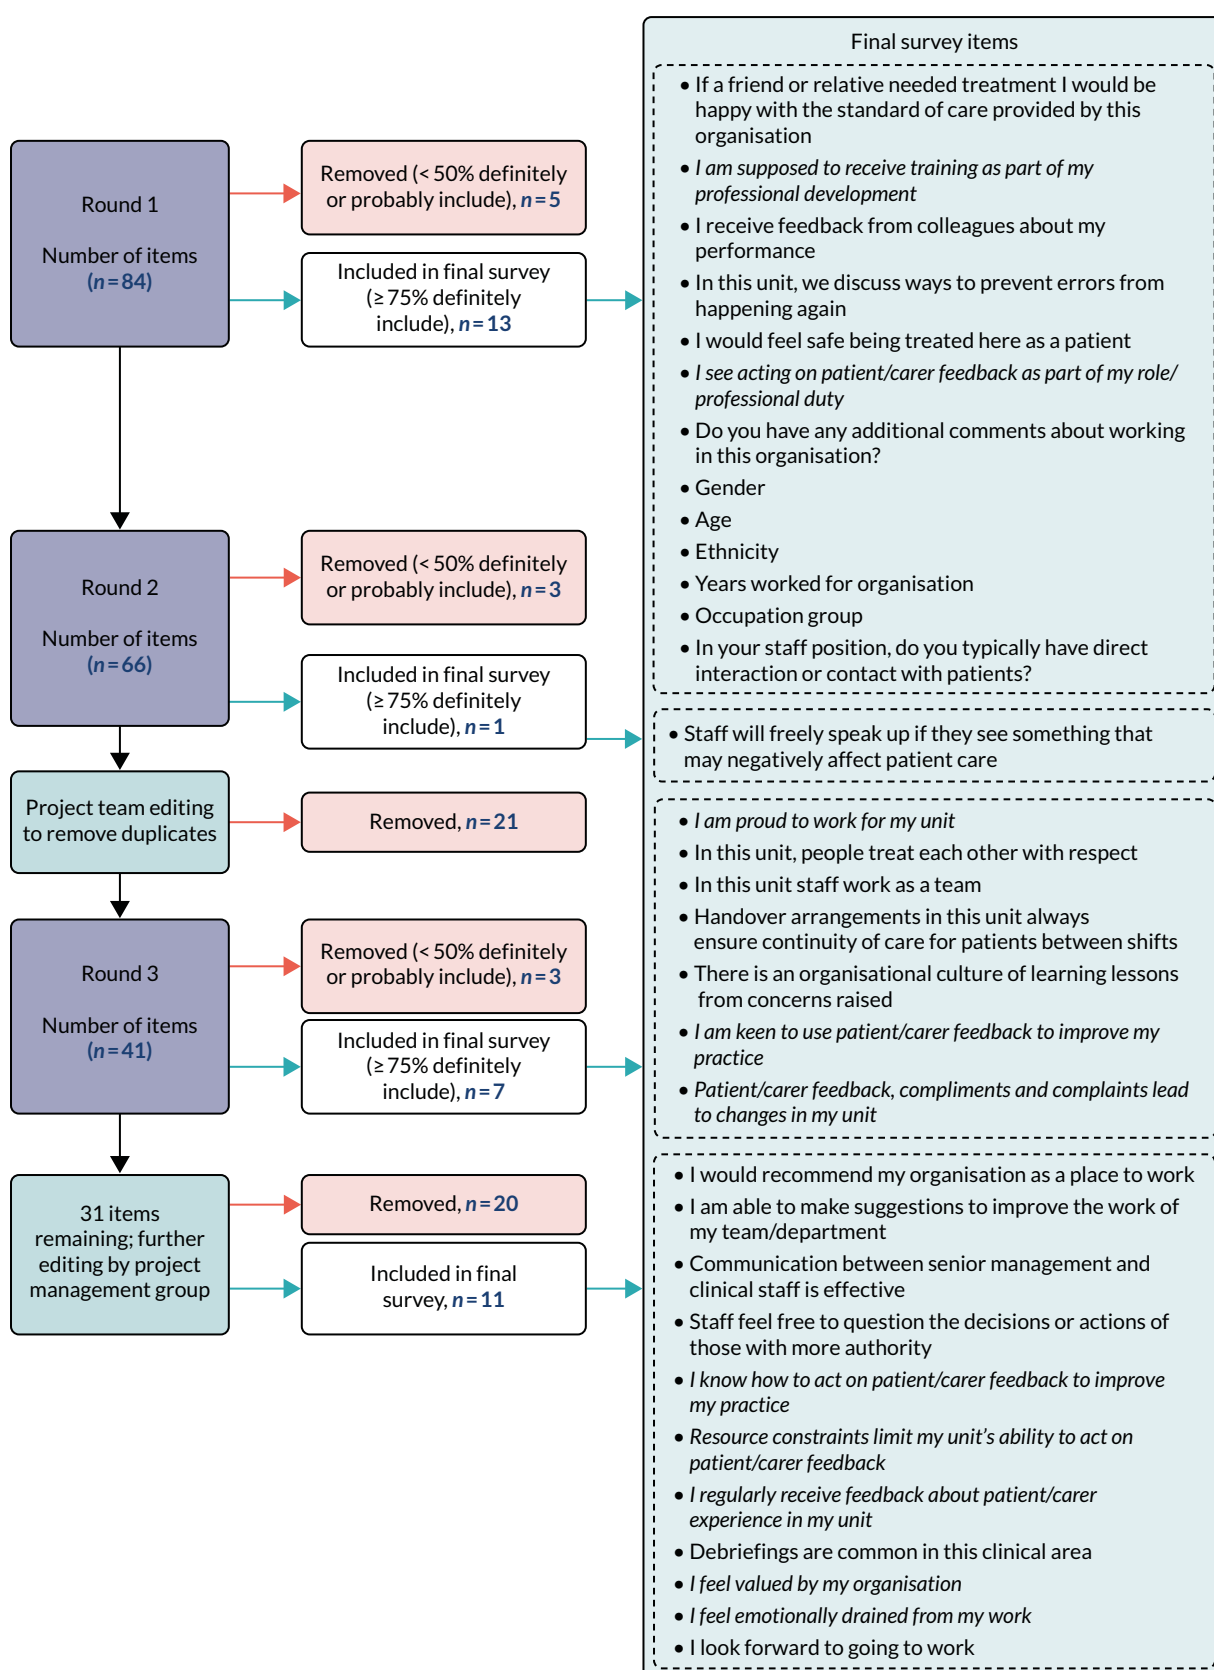 Round 1
Number of items
(n=84)
Removed (< 50% definitely
or probably include), n=5
Included in final survey
(≥ 75% definitely
include), n=13
Round 2
Number of items
(n=66)
Removed (< 50% definitely
or probably include), n=3
Included in final survey
(≥ 75% definitely
include), n=1
Project team editing
to remove duplicates
Removed, n=21
Round 3
Number of items
(n=41)
Removed (< 50% definitely
or probably include), n=3
Included in final survey
(≥ 75% definitely
include), n=7
31 items
remaining; further
editing by project
management group
Removed, n=20
Included in final
survey, n=11
Final survey items
• If a friend or relative needed treatment I would be
happy with the standard of care provided by this
organisation
• I am supposed to receive training as part of my
professional development
• I receive feedback from colleagues about my
performance
• In this unit, we discuss ways to prevent errors from
happening again
• I would feel safe being treated here as a patient
• I see acting on patient/carer feedback as part of my role/
professional duty
• Do you have any additional comments about working
in this organisation?
• Gender
• Age
• Ethnicity
• Years worked for organisation
• Occupation group
• In your staff position, do you typically have direct
interaction or contact with patients?
• Staff will freely speak up if they see something that
may negatively affect patient care
• I am proud to work for my unit
• In this unit, people treat each other with respect
• In this unit staff work as a team
• Handover arrangements in this unit always
ensure continuity of care for patients between shifts
• There is an organisational culture of learning lessons
from concerns raised
• I am keen to use patient/carer feedback to improve my
practice
• Patient/carer feedback, compliments and complaints lead
to changes in my unit
• I would recommend my organisation as a place to work
• I am able to make suggestions to improve the work of
my team/department
• Communication between senior management and
clinical staff is effective
• Staff feel free to question the decisions or actions of
those with more authority
• I know how to act on patient/carer feedback to improve
my practice
• Resource constraints limit my unit's ability to act on
patient/carer feedback
• I regularly receive feedback about patient/carer
experience in my unit
• Debriefings are common in this clinical area
• I feel valued by my organisation
• I feel emotionally drained from my work
• I look forward to going to work